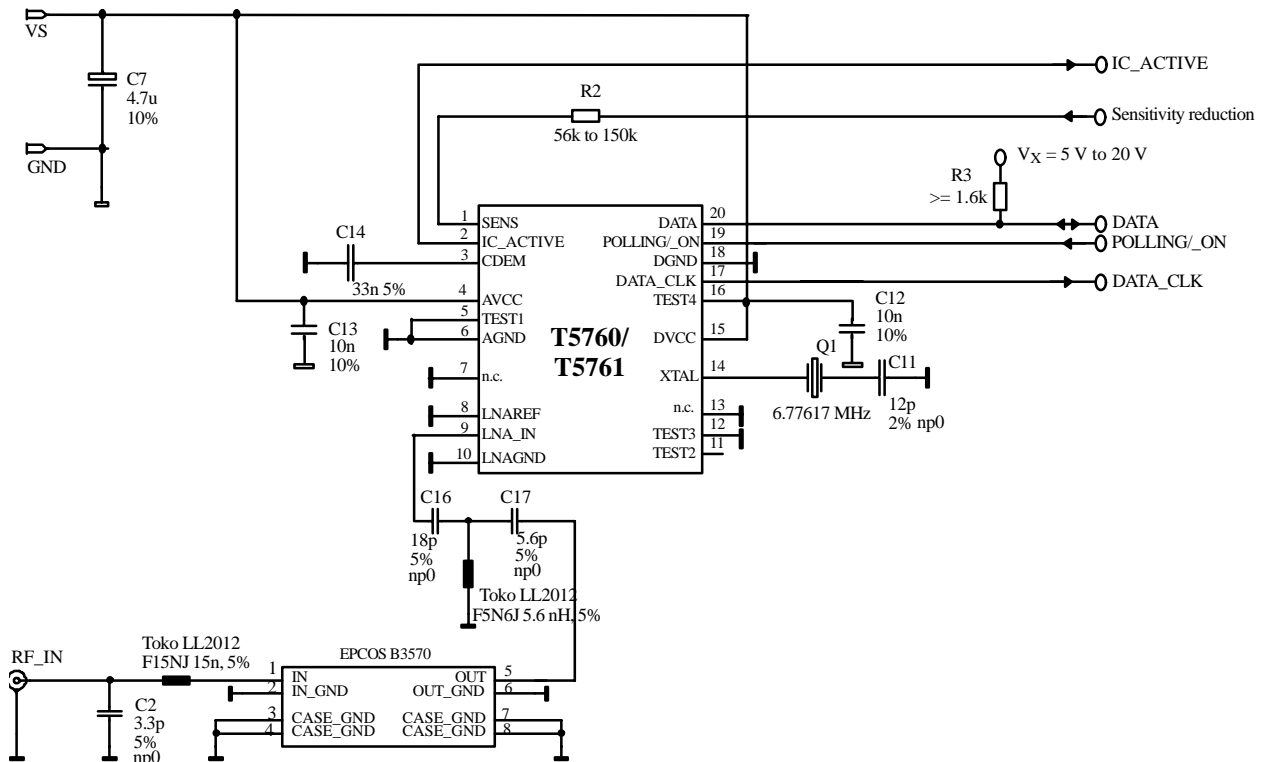 VS
C7
4.7u
10%
GND
IC_ACTIVE
R2
56k to 150k
Sensitivity reduction
VX = 5 V to 20 V
R3
>= 1.6k
DATA
POLLING/_ON
DATA_CLK
C14
33n 5%
C13
10n
10%
1 SENS
2 IC_ACTIVE
3 CDEM
4 AVCC
5 TEST1
6 AGND
7 n.c.
8 LNAREF
9 LNA_IN
10 LNAGND
T5760/
T5761
DATA 20
POLLING/_ON 19
DGND 18
DATA_CLK 17
TEST4 16
DVCC 15
XTAL 14
n.c. 13
TEST3 12
TEST2 11
C12
10n
10%
Q1
6.77617 MHz
C11
12p
2% np0
C16
18p
5%
np0
C17
5.6p
5%
np0
Toko LL2012
F5N6J 5.6 nH, 5%
RF_IN
Toko LL2012
F15NJ 15n, 5%
C2
3.3p
5%
np0
EPCOS B3570
1 IN
2 IN_GND
3 CASE_GND
4 CASE_GND
OUT 5
OUT_GND 6
CASE_GND 7
CASE_GND 8